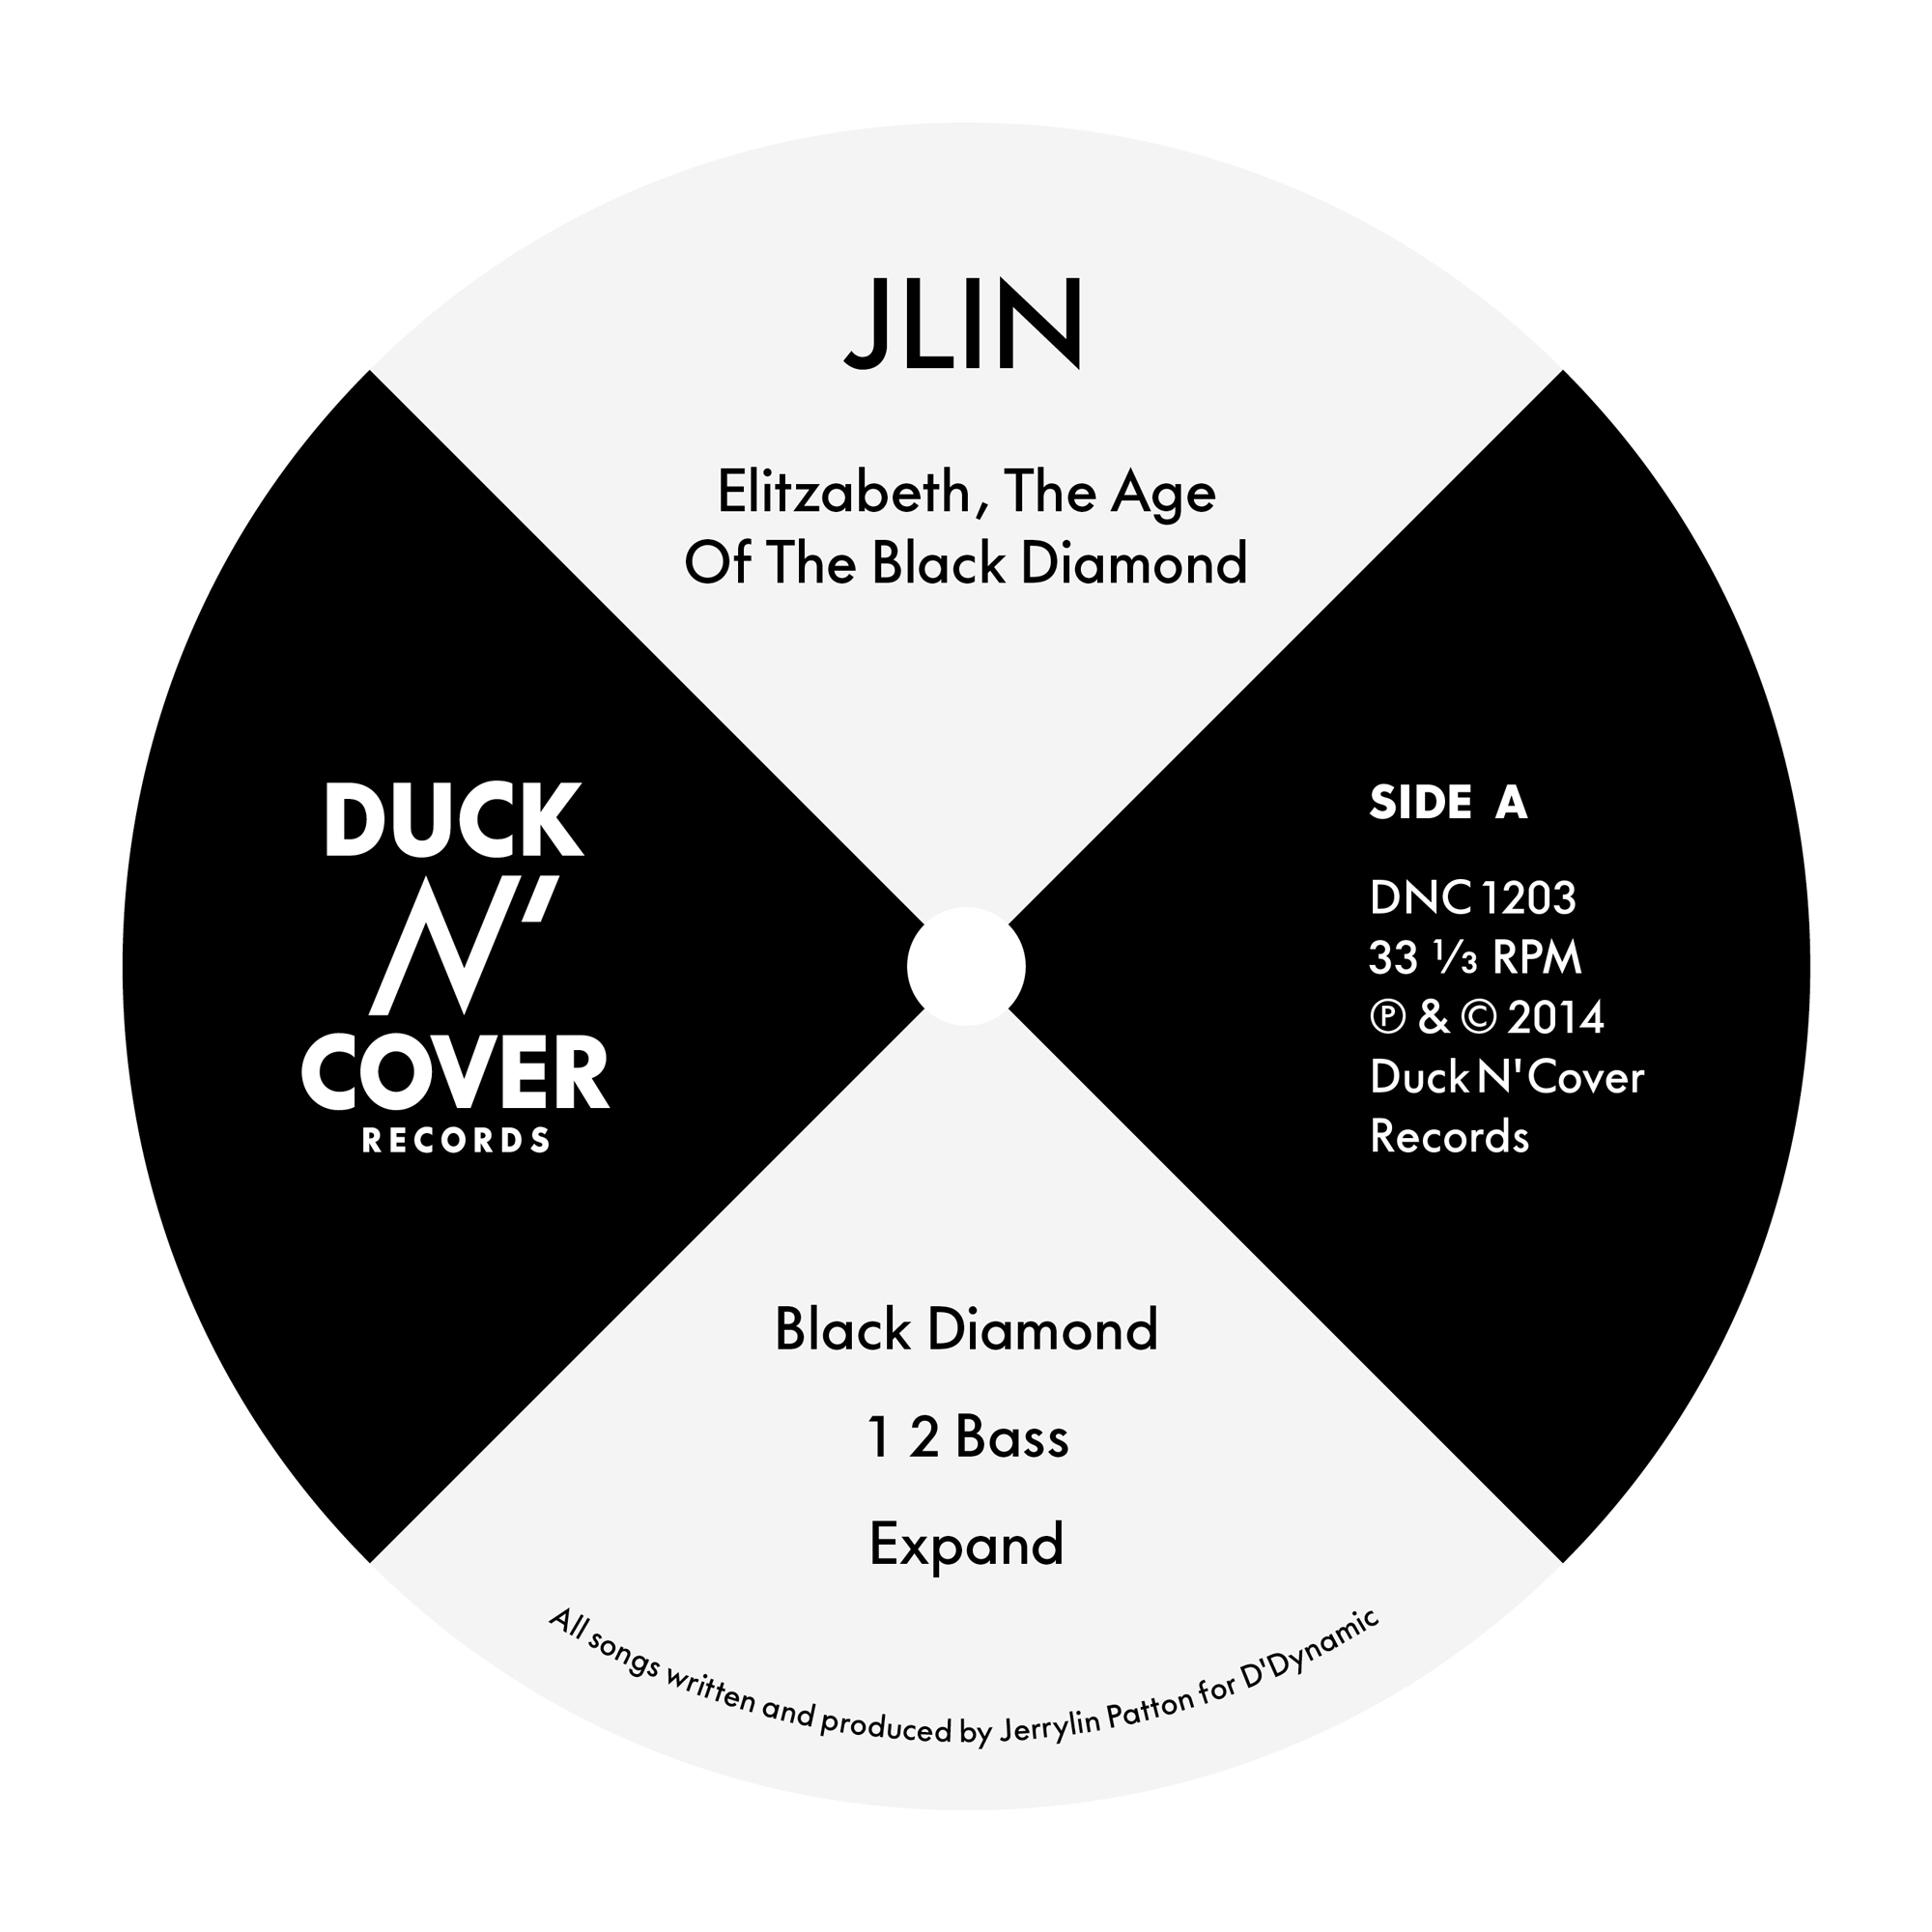 JLIN
Elitzabeth, The Age
Of The Black Diamond
DUCK
N'
COVER
RECORDS
SIDE A
DNC 1203
33 ⅓ RPM
℗ & © 2014
Duck N' Cover
Records
Black Diamond
1 2 Bass
Expand
All songs written and produced by Jerrylin Patton for D'Dynamic